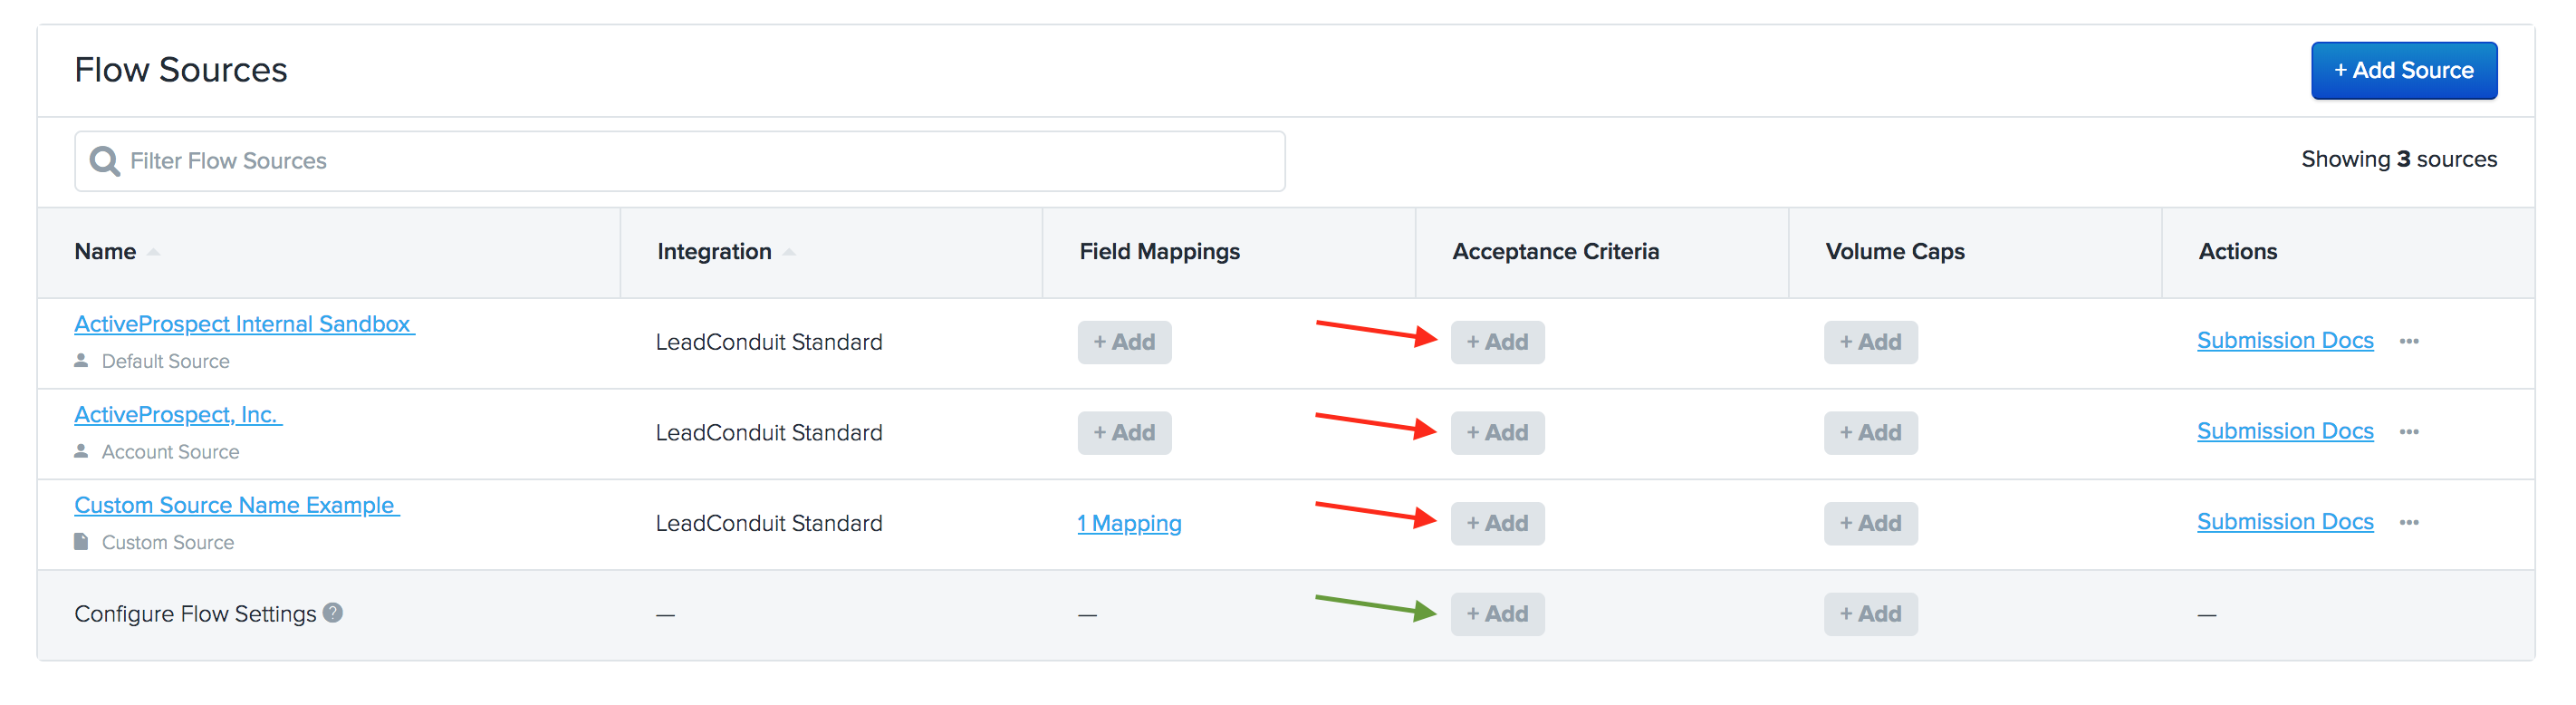 Flow Sources
+ Add Source
Filter Flow Sources
Showing 3 sources
Name Integration Field Mappings Acceptance Criteria Volume Caps Actions
ActiveProspect Internal Sandbox
Default Source
LeadConduit Standard + Add + Add + Add Submission Docs
ActiveProspect, Inc.
Account Source
LeadConduit Standard + Add + Add + Add Submission Docs
Custom Source Name Example
Custom Source
LeadConduit Standard 1 Mapping + Add + Add Submission Docs
Configure Flow Settings ? — — + Add + Add —